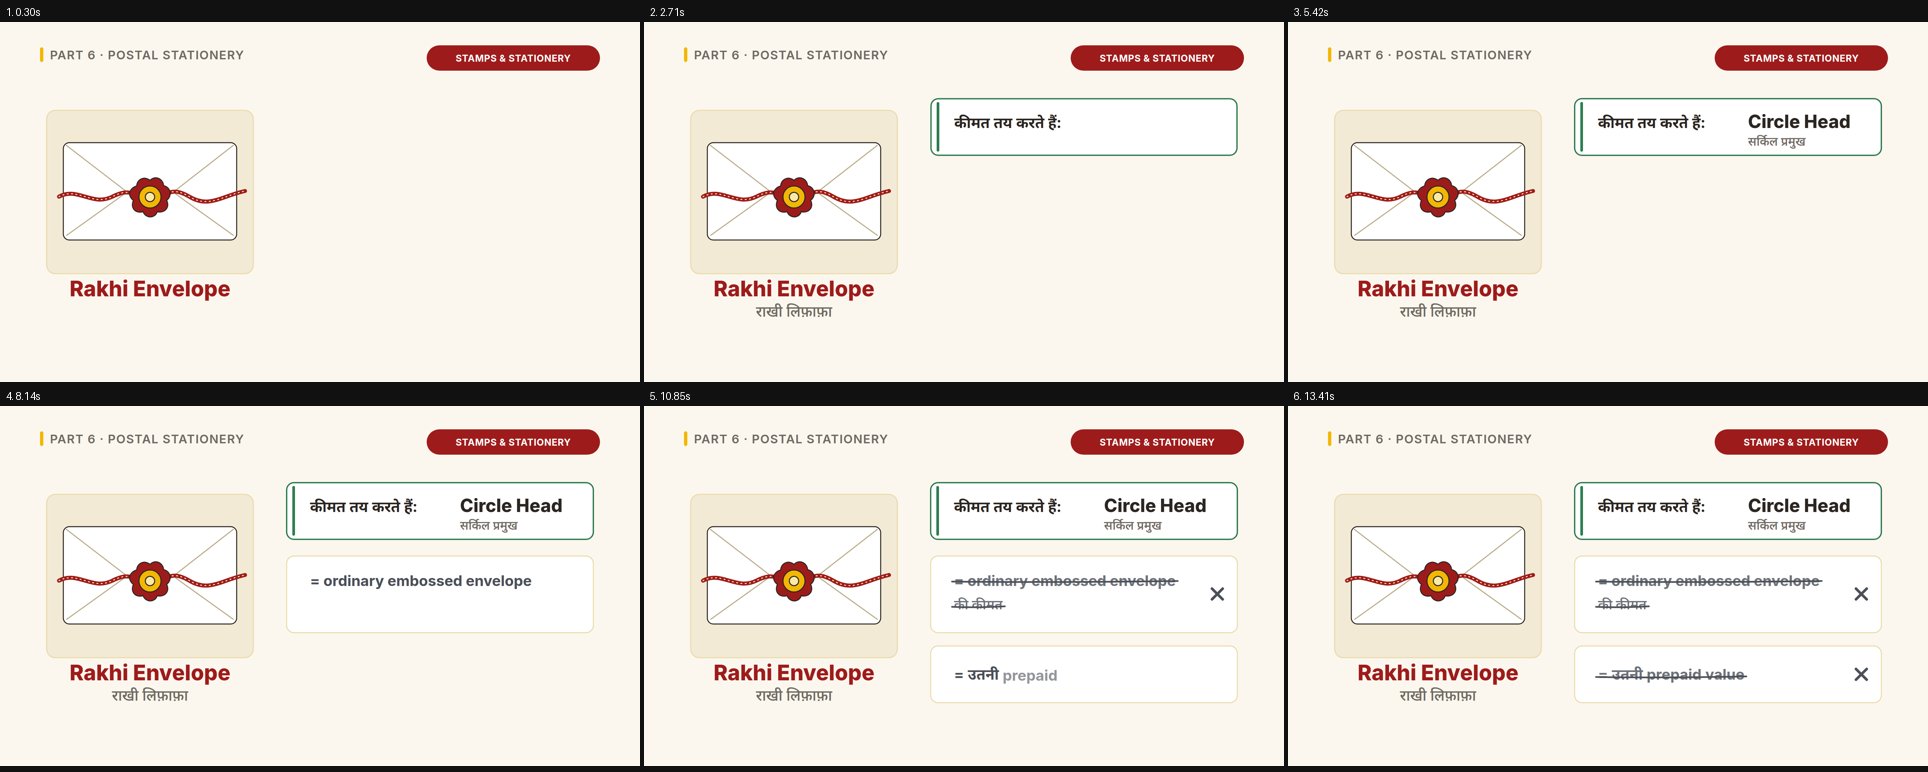 1. 0.30s
PART 6 · POSTAL STATIONERY
STAMPS & STATIONERY
Rakhi Envelope
2. 2.71s
PART 6 · POSTAL STATIONERY
STAMPS & STATIONERY
कीमत तय करते हैं:
Rakhi Envelope
राखी लिफ़ाफ़ा
3. 5.42s
PART 6 · POSTAL STATIONERY
STAMPS & STATIONERY
कीमत तय करते हैं: Circle Head
सर्किल प्रमुख
Rakhi Envelope
राखी लिफ़ाफ़ा
4. 8.14s
PART 6 · POSTAL STATIONERY
STAMPS & STATIONERY
कीमत तय करते हैं: Circle Head
सर्किल प्रमुख
= ordinary embossed envelope
Rakhi Envelope
राखी लिफ़ाफ़ा
5. 10.85s
PART 6 · POSTAL STATIONERY
STAMPS & STATIONERY
कीमत तय करते हैं: Circle Head
सर्किल प्रमुख
= ordinary embossed envelope
की कीमत
= उतनी prepaid
Rakhi Envelope
राखी लिफ़ाफ़ा
6. 13.41s
PART 6 · POSTAL STATIONERY
STAMPS & STATIONERY
कीमत तय करते हैं: Circle Head
सर्किल प्रमुख
= ordinary embossed envelope
की कीमत
= उतनी prepaid value
Rakhi Envelope
राखी लिफ़ाफ़ा